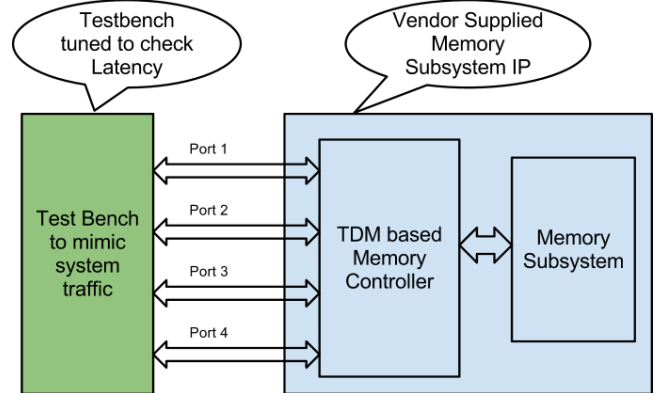 Testbench
tuned to check
Latency
Vendor Supplied
Memory
Subsystem IP
Test Bench
to mimic
system
traffic
Port 1
Port 2
Port 3
Port 4
TDM based
Memory
Controller
Memory
Subsystem